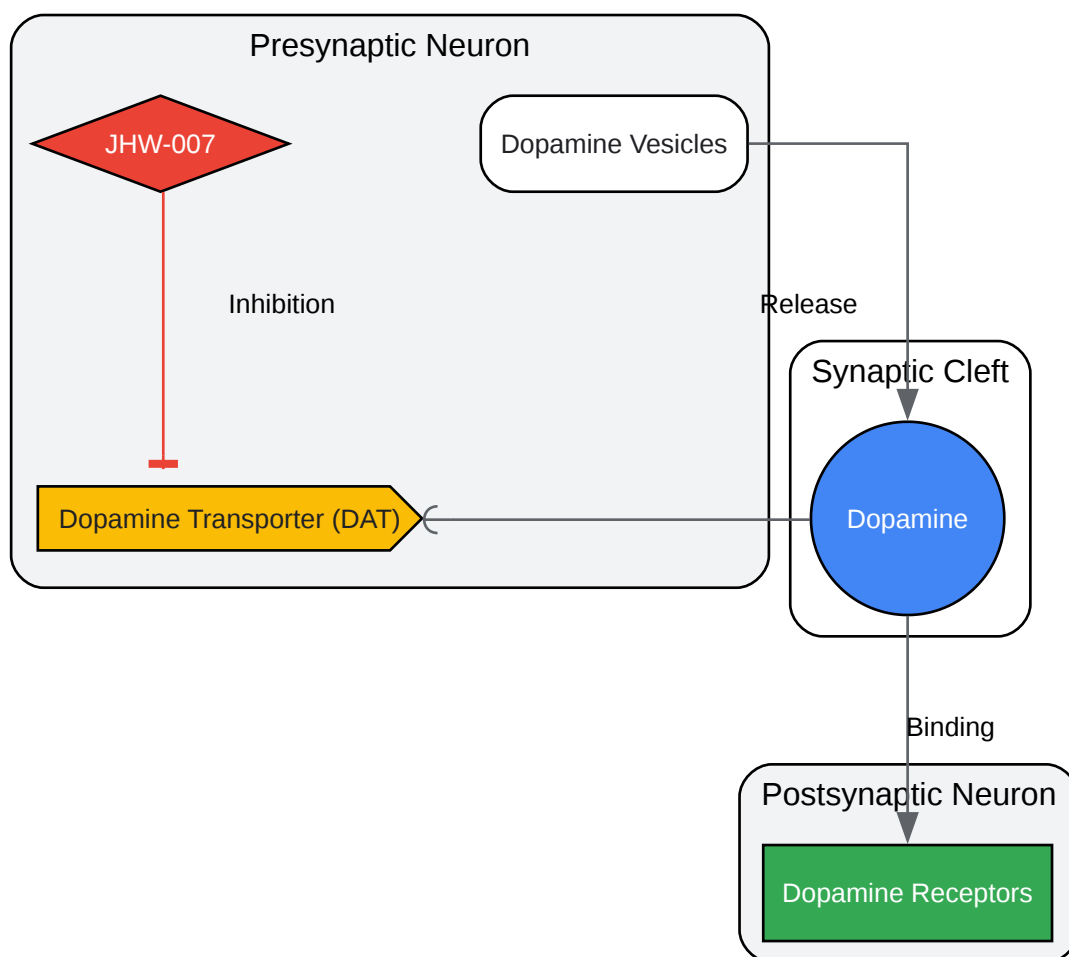 Presynaptic Neuron
JHW-007
Dopamine Vesicles
Inhibition
Release
Synaptic Cleft
Dopamine Transporter (DAT)
Dopamine
Binding
Postsynaptic Neuron
Dopamine Receptors